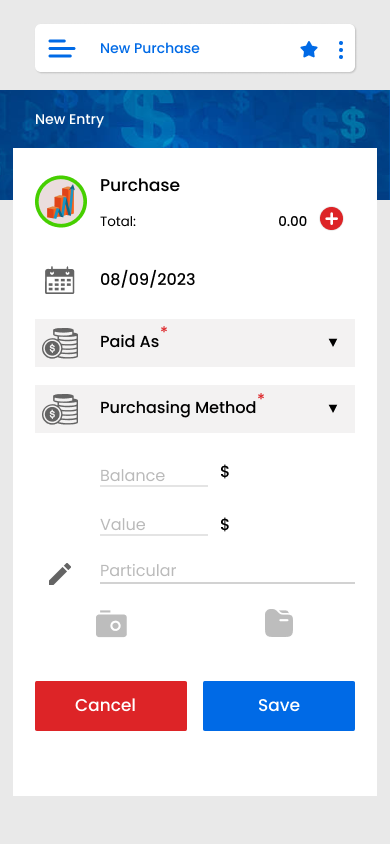 New Purchase
New Entry
Purchase
Total: 0.00
08/09/2023
Paid As*
Purchasing Method*
Balance $
Value $
Particular
Cancel Save